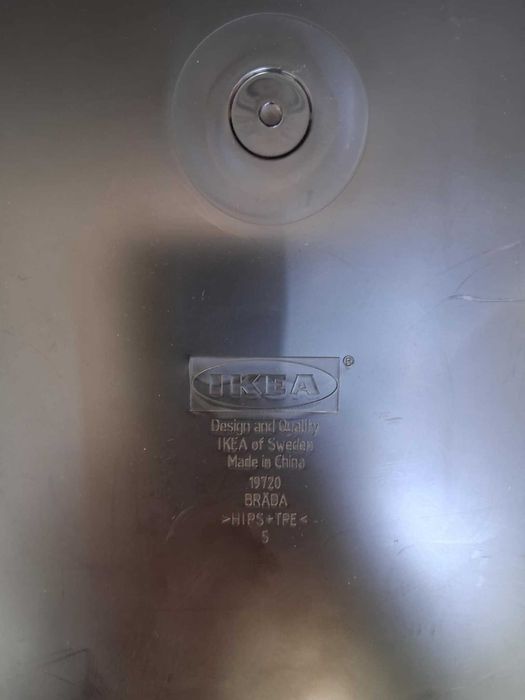 IKEA®
Design and Quality
IKEA of Sweden
Made in China
19720
BRÄDA
>HIPS+TPE<
5